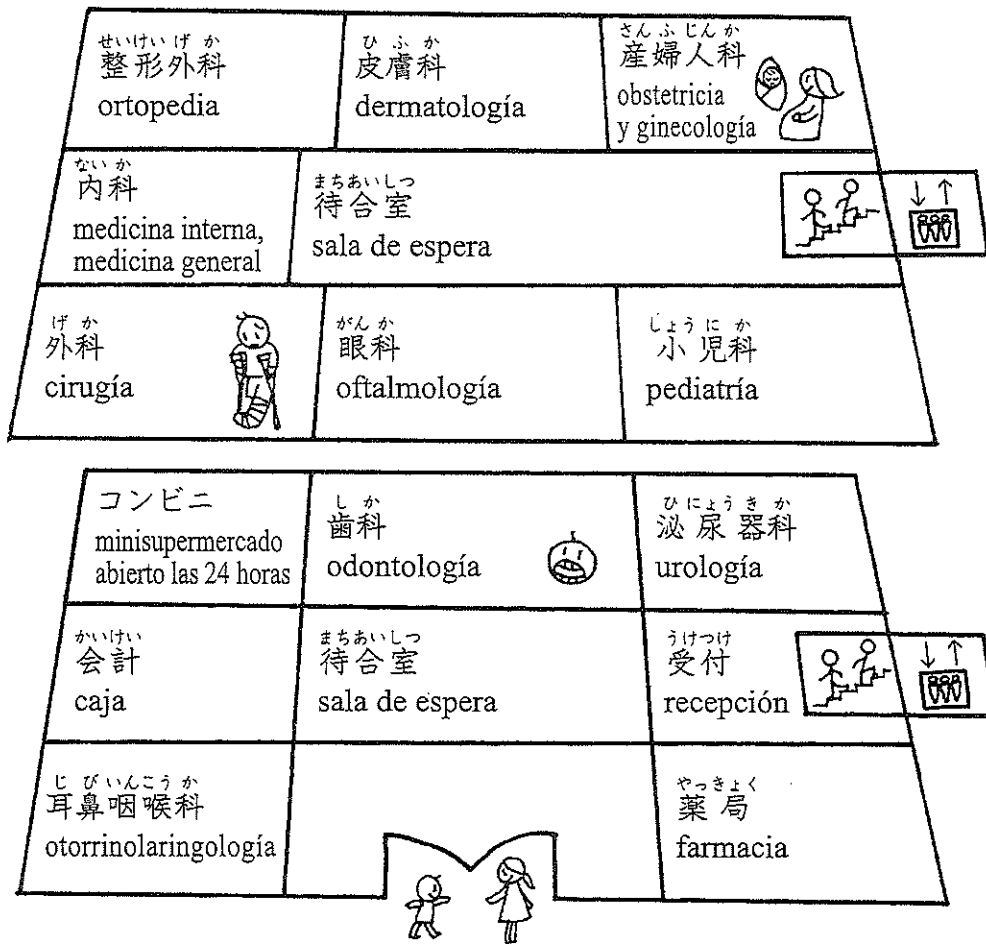 せいけいげか
整形外科
ortopedia
ひふか
皮膚科
dermatología
さんふじんか
産婦人科
obstetricia
y ginecología
ないか
内科
medicina interna,
medicina general
まちあいしつ
待合室
sala de espera
げか
外科
cirugía
がんか
眼科
oftalmología
しょうにか
小児科
pediatría
コンビニ
minisupermercado
abierto las 24 horas
しか
歯科
odontología
ひにょうきか
泌尿器科
urología
かいけい
会計
caja
まちあいしつ
待合室
sala de espera
うけつけ
受付
recepción
じびいんこうか
耳鼻咽喉科
otorrinolaringología
やっきょく
薬局
farmacia